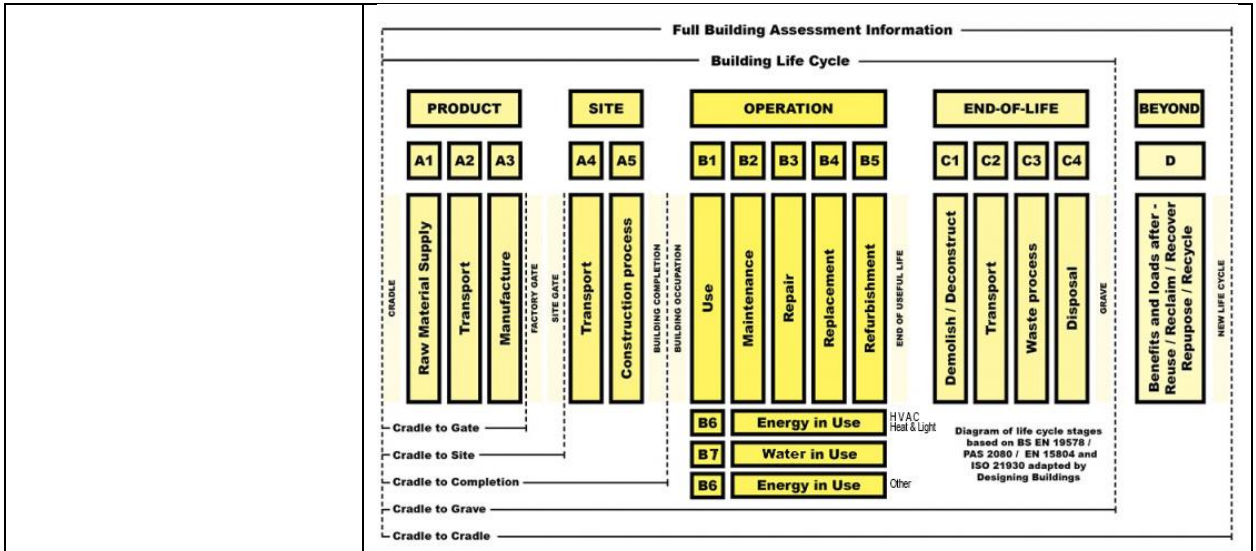 Full Building Assessment Information
Building Life Cycle
PRODUCT
SITE
OPERATION
END-OF-LIFE
BEYOND
A1
A2
A3
A4
A5
B1
B2
B3
B4
B5
C1
C2
C3
C4
D
CRADLE
Raw Material Supply
Transport
Manufacture
FACTORY GATE
SITE GATE
Transport
Construction process
BUILDING COMPLETION
BUILDING OCCUPATION
Use
Maintenance
Repair
Replacement
Refurbishment
END OF USEFUL LIFE
Demolish / Deconstruct
Transport
Waste process
Disposal
GRAVE
Benefits and loads after -
Reuse / Reclaim / Recover
Repupose / Recycle
NEW LIFE CYCLE
B6
Energy in Use
HVAC
Heat & Light
B7
Water in Use
B6
Energy in Use
Other
Cradle to Gate
Cradle to Site
Cradle to Completion
Cradle to Grave
Cradle to Cradle
Diagram of life cycle stages
based on BS EN 19578 /
PAS 2080 / EN 15804 and
ISO 21930 adapted by
Designing Buildings